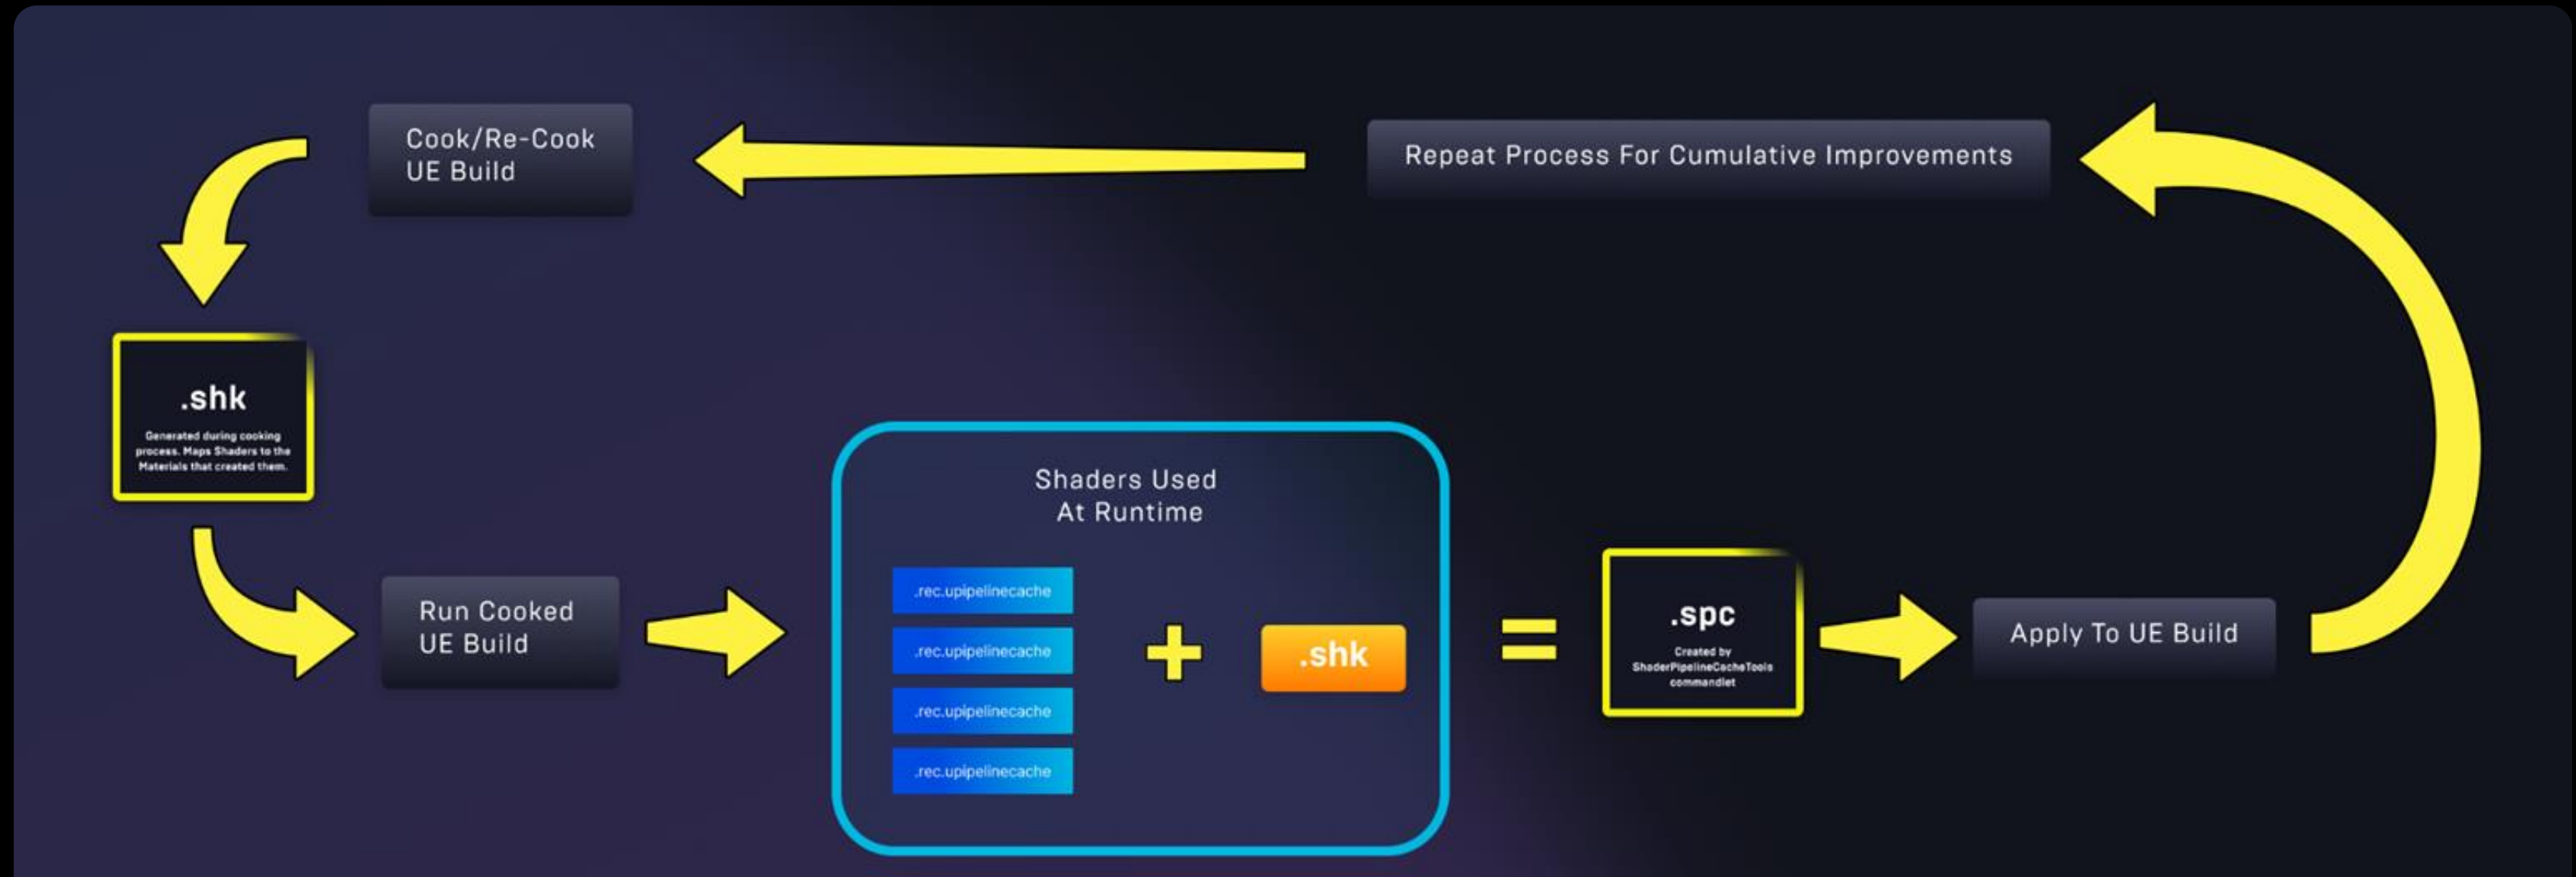 Cook/Re-Cook
UE Build
Repeat Process For Cumulative Improvements
.shk
Generated during cooking
process. Maps Shaders to the
Materials that created them.
Run Cooked
UE Build
Shaders Used
At Runtime
.rec.upipelinecache
.rec.upipelinecache
.rec.upipelinecache
.rec.upipelinecache
+
.shk
=
.spc
Created by
ShaderPipelineCacheTools
commandlet
Apply To UE Build